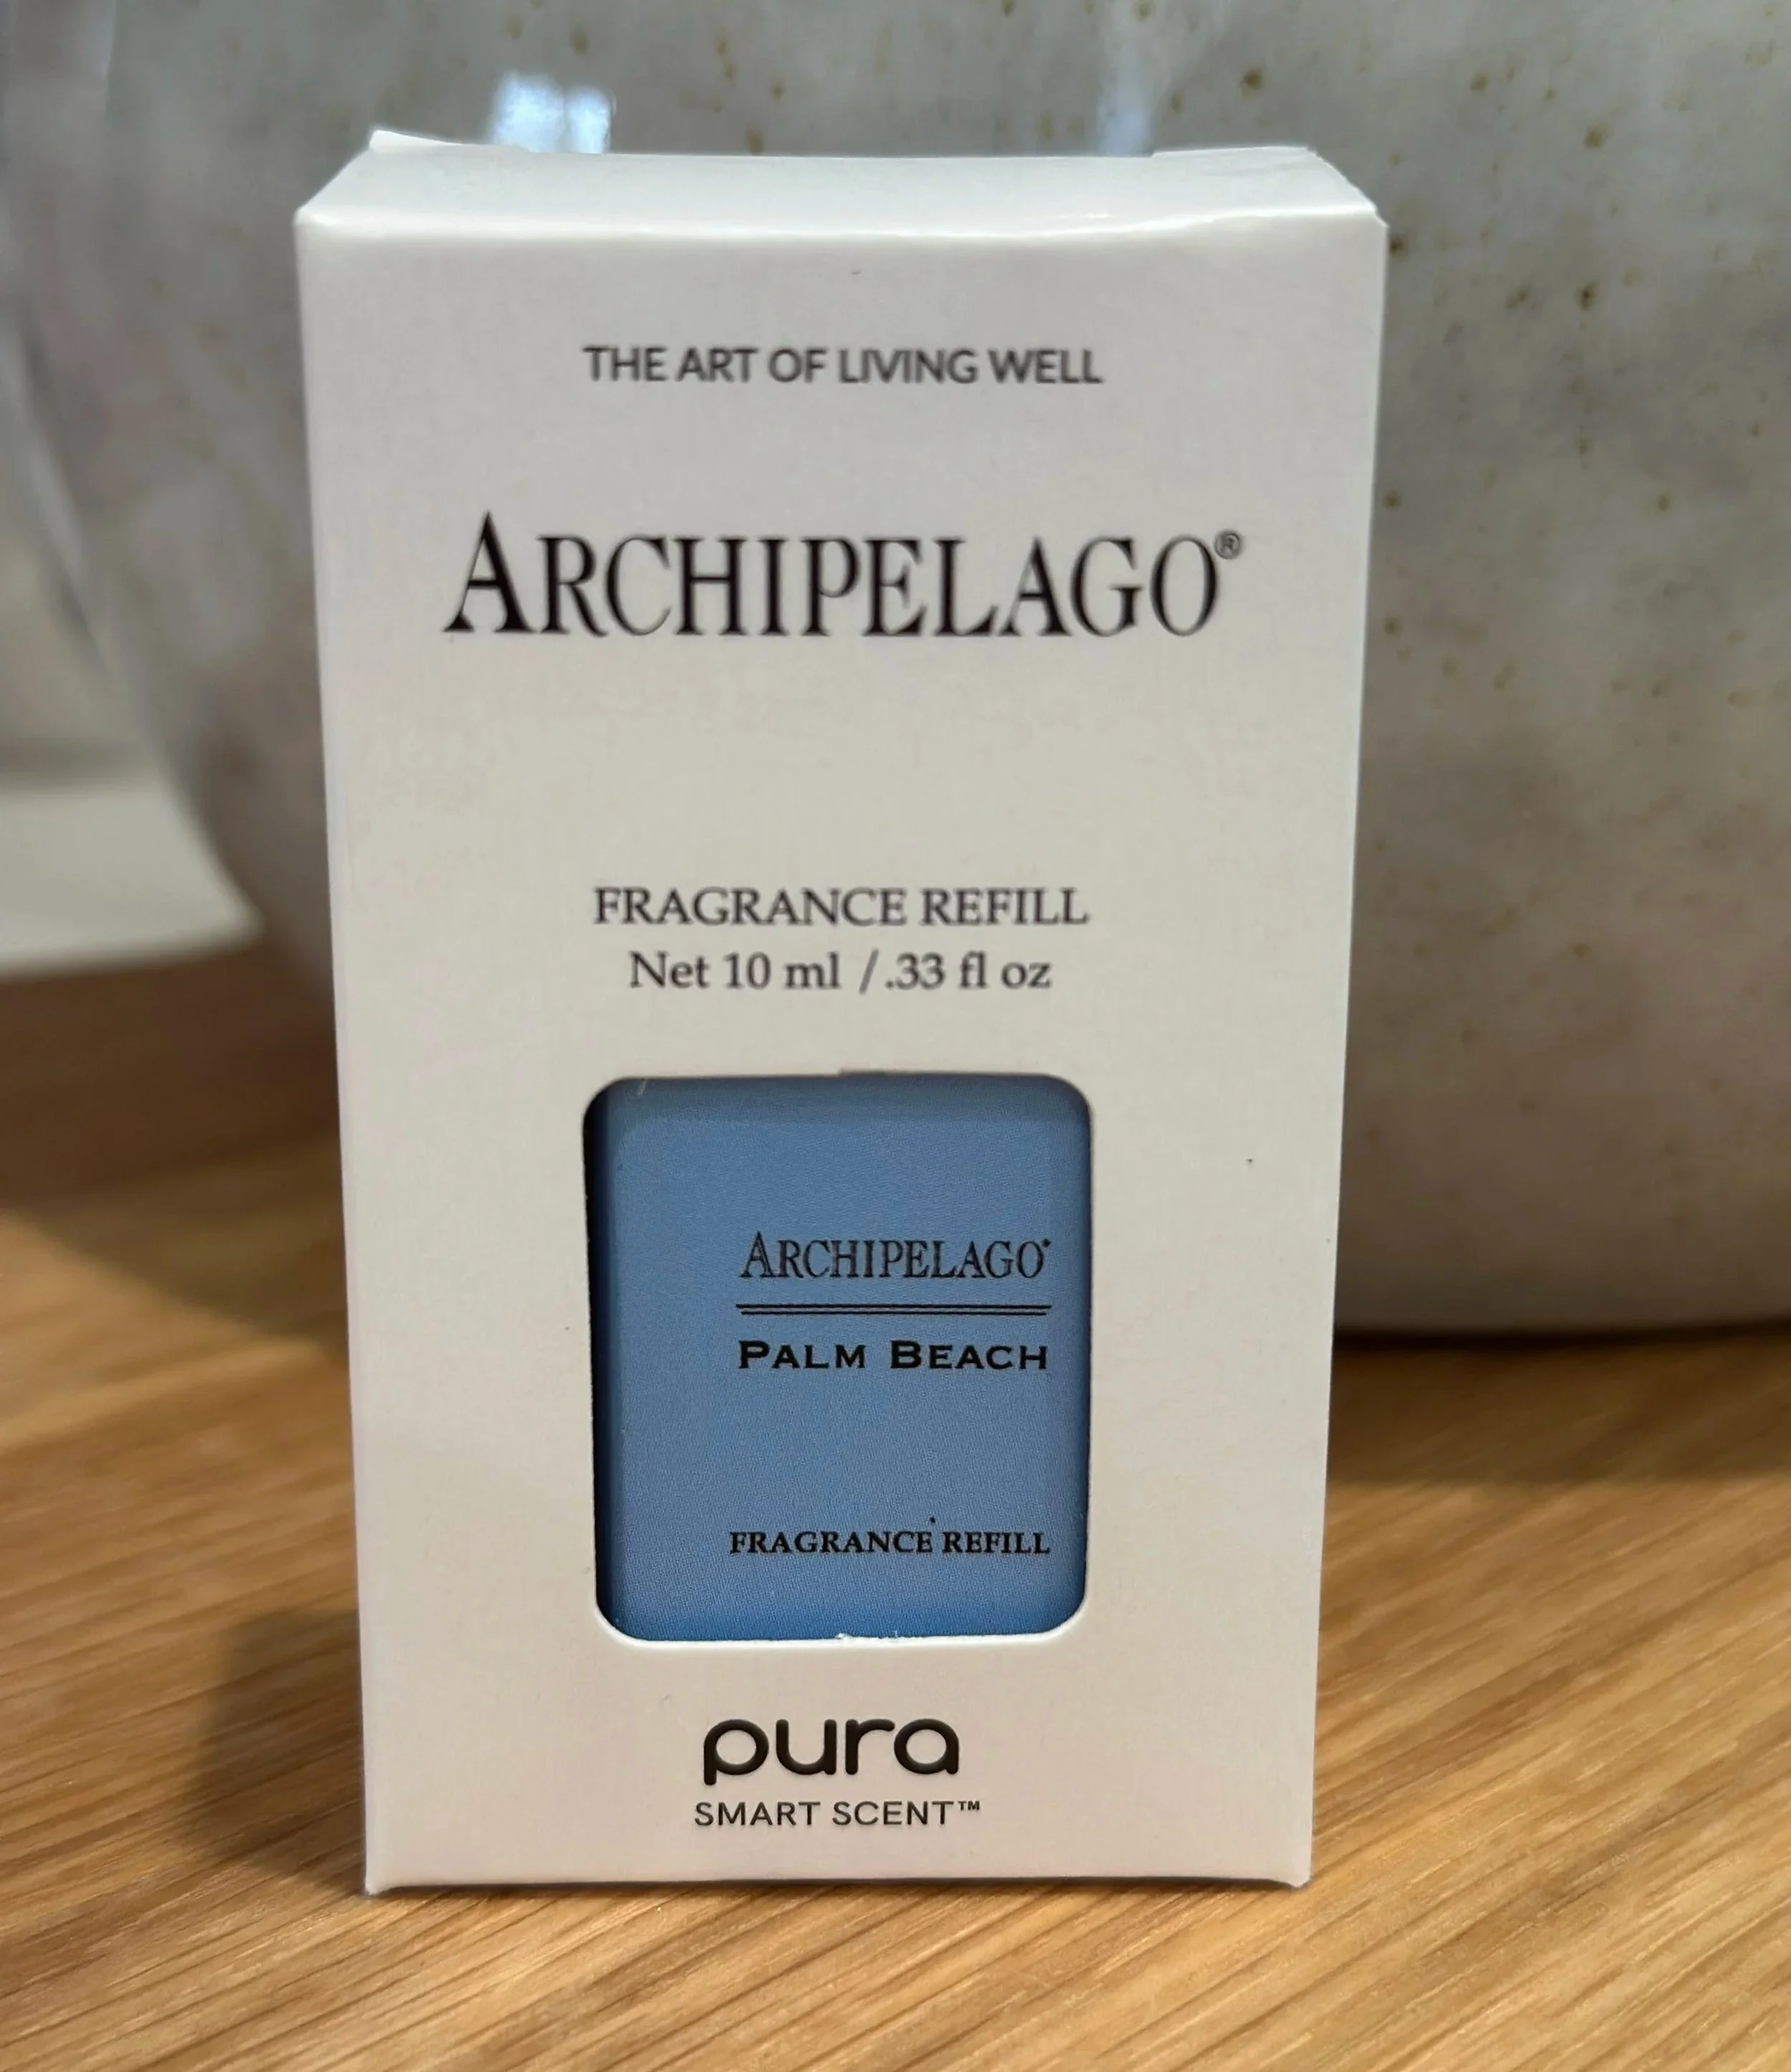 THE ART OF LIVING WELL
ARCHIPELAGO®
FRAGRANCE REFILL
Net 10 ml / .33 fl oz
ARCHIPELAGO®
PALM BEACH
FRAGRANCE REFILL
pura
SMART SCENT™